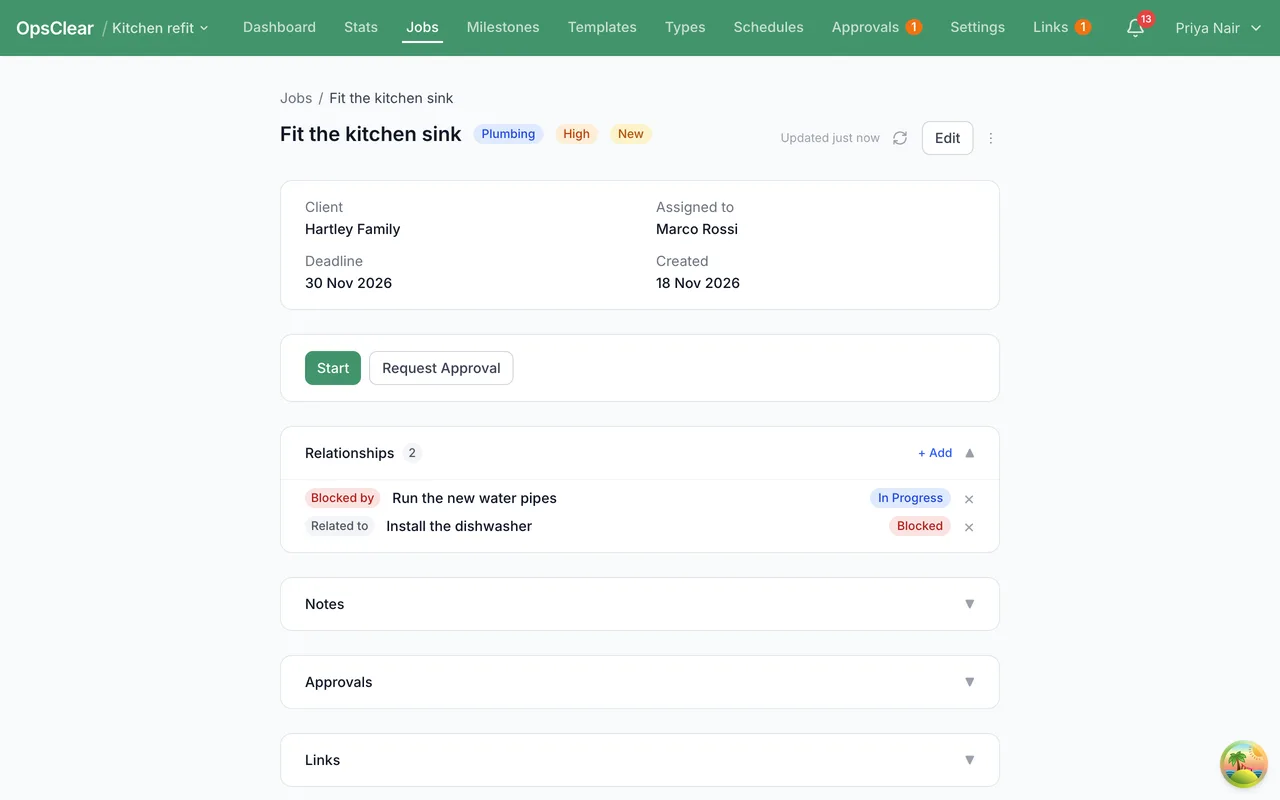 OpsClear / Kitchen refit Dashboard Stats Jobs Milestones Templates Types Schedules Approvals 1 Settings Links 1 13 Priya Nair
Jobs / Fit the kitchen sink
Fit the kitchen sink Plumbing High New Updated just now Edit
Client Assigned to
Hartley Family Marco Rossi
Deadline Created
30 Nov 2026 18 Nov 2026
Start Request Approval
Relationships 2 + Add
Blocked by Run the new water pipes In Progress
Related to Install the dishwasher Blocked
Notes
Approvals
Links